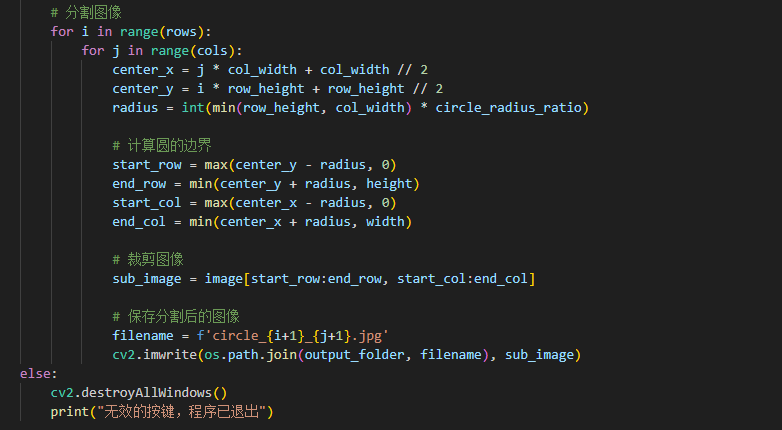 # 分割图像
for i in range(rows):
    for j in range(cols):
        center_x = j * col_width + col_width // 2
        center_y = i * row_height + row_height // 2
        radius = int(min(row_height, col_width) * circle_radius_ratio)

        # 计算圆的边界
        start_row = max(center_y - radius, 0)
        end_row = min(center_y + radius, height)
        start_col = max(center_x - radius, 0)
        end_col = min(center_x + radius, width)

        # 裁剪图像
        sub_image = image[start_row:end_row, start_col:end_col]

        # 保存分割后的图像
        filename = f'circle_{i+1}_{j+1}.jpg'
        cv2.imwrite(os.path.join(output_folder, filename), sub_image)
else:
    cv2.destroyAllWindows()
    print("无效的按键，程序已退出")